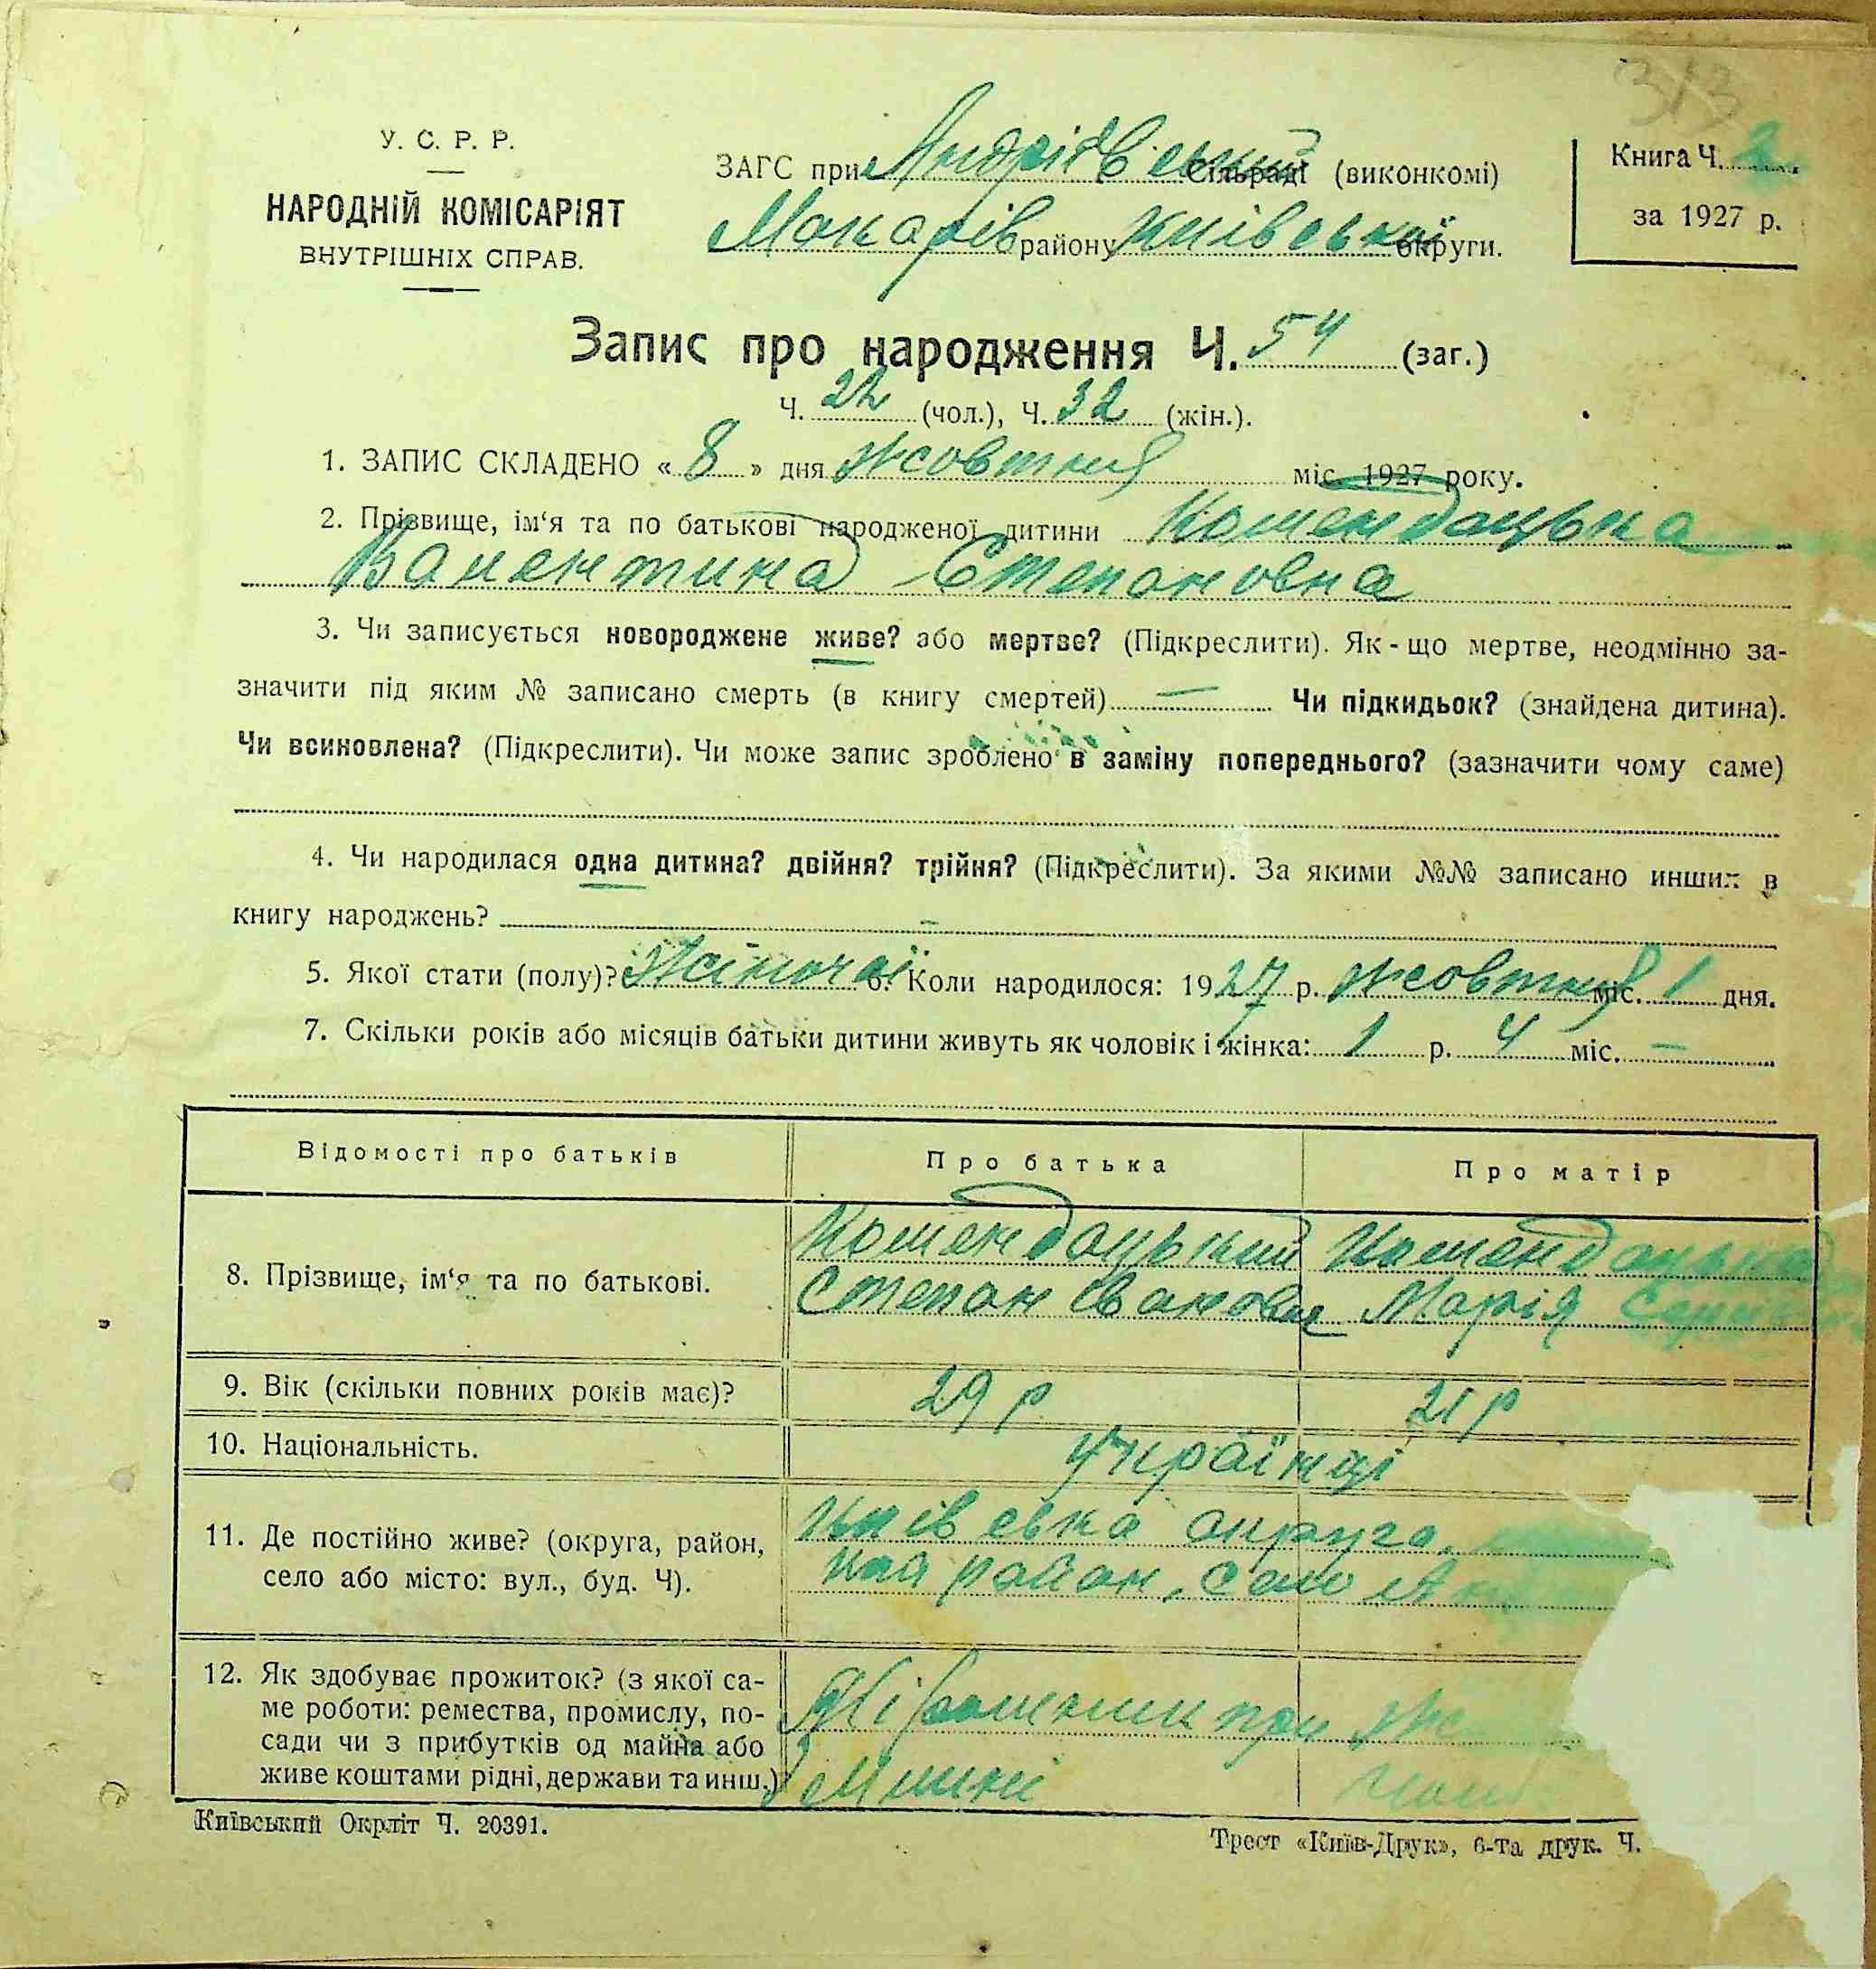 313
У. С. Р. Р.
НАРОДНІЙ КОМІСАРІЯТ
ВНУТРІШНІХ СПРАВ.
ЗАГС при Андріївській Сільраді (виконкомі)
Макарів району Київської округи.
Книга Ч. 2
за 1927 р.
Запис про народження Ч. 54 (заг.)
Ч. 22 (чол.), Ч. 32 (жін.).
1. ЗАПИС СКЛАДЕНО « 8 » дня Жовтня міс. 1927 року.
2. Прізвище, ім‘я та по батькові народженої дитини Комендацька
Валентина Степановна
3. Чи записується новороджене живе? або мертве? (Підкреслити). Як-що мертве, неодмінно за-
значити під яким № записано смерть (в книгу смертей) — Чи підкидьок? (знайдена дитина).
Чи всиновлена? (Підкреслити). Чи може запис зроблено в заміну попереднього? (зазначити чому саме)
4. Чи народилася одна дитина? двійня? трійня? (Підкреслити). За якими №№ записано инших в
книгу народжень? –
5. Якої стати (полу)? Жіночої 6. Коли народилося: 1927 р. Жовтня міс. 1 дня.
7. Скільки років або місяців батьки дитини живуть як чоловік і жінка: 1 р. 4 міс. —
Відомості про батьків Про батька Про матір
8. Прізвище, ім‘я та по батькові.
Комендацький Комендацька
Степан Іванович Марія
9. Вік (скільки повних років має)? 29 р 21 р
10. Національність. Українці
11. Де постійно живе? (округа, район,
село або місто: вул., буд. Ч).
Київська округа,
район, село
12. Як здобуває прожиток? (з якої са-
ме роботи: ремества, промислу, по-
сади чи з прибутків од майна або
живе коштами рідні, держави та инш.)
при
Млині
Київський Окрліт Ч. 20391.
Трест «Київ-Друк», 6-та друк. Ч.